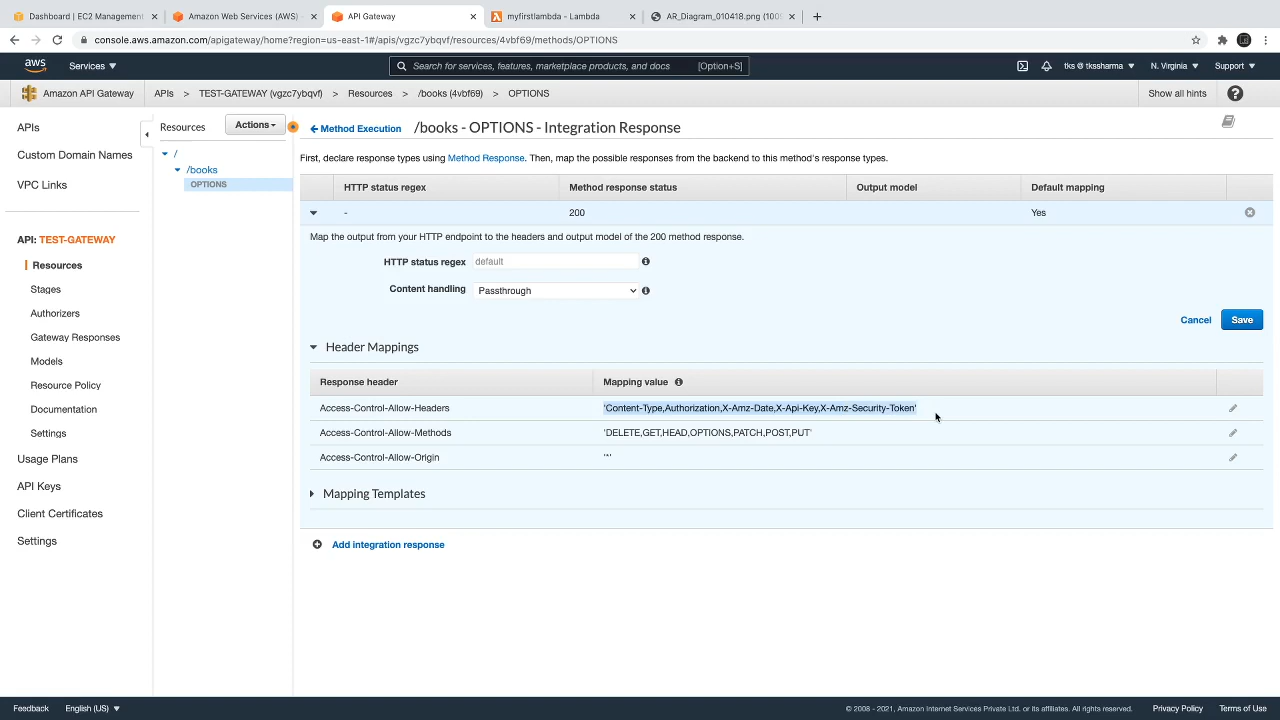 Dashboard | EC2 Management
Amazon Web Services (AWS) -
API Gateway
myfirstlambda - Lambda
AR_Diagram_010418.png (100%
console.aws.amazon.com/apigateway/home?region=us-east-1#/apis/vgzc7ybqvf/resources/4vbf69/methods/OPTIONS
aws Services Search for services, features, marketplace products, and docs [Option+S] tks @ tkssharma N. Virginia Support
Amazon API Gateway APIs > TEST-GATEWAY (vgzc7ybqvf) > Resources > /books (4vbf69) > OPTIONS Show all hints ?
APIs
Custom Domain Names
VPC Links
API: TEST-GATEWAY
Resources
Stages
Authorizers
Gateway Responses
Models
Resource Policy
Documentation
Settings
Usage Plans
API Keys
Client Certificates
Settings
Resources Actions
/
/books
OPTIONS
Method Execution /books - OPTIONS - Integration Response
First, declare response types using Method Response. Then, map the possible responses from the backend to this method's response types.
HTTP status regex Method response status Output model Default mapping
- 200 Yes
Map the output from your HTTP endpoint to the headers and output model of the 200 method response.
HTTP status regex default
Content handling Passthrough
Cancel Save
Header Mappings
Response header Mapping value
Access-Control-Allow-Headers 'Content-Type,Authorization,X-Amz-Date,X-Api-Key,X-Amz-Security-Token'
Access-Control-Allow-Methods 'DELETE,GET,HEAD,OPTIONS,PATCH,POST,PUT'
Access-Control-Allow-Origin '*'
Mapping Templates
Add integration response
Feedback English (US) © 2008 - 2021, Amazon Internet Services Private Ltd. or its affiliates. All rights reserved. Privacy Policy Terms of Use